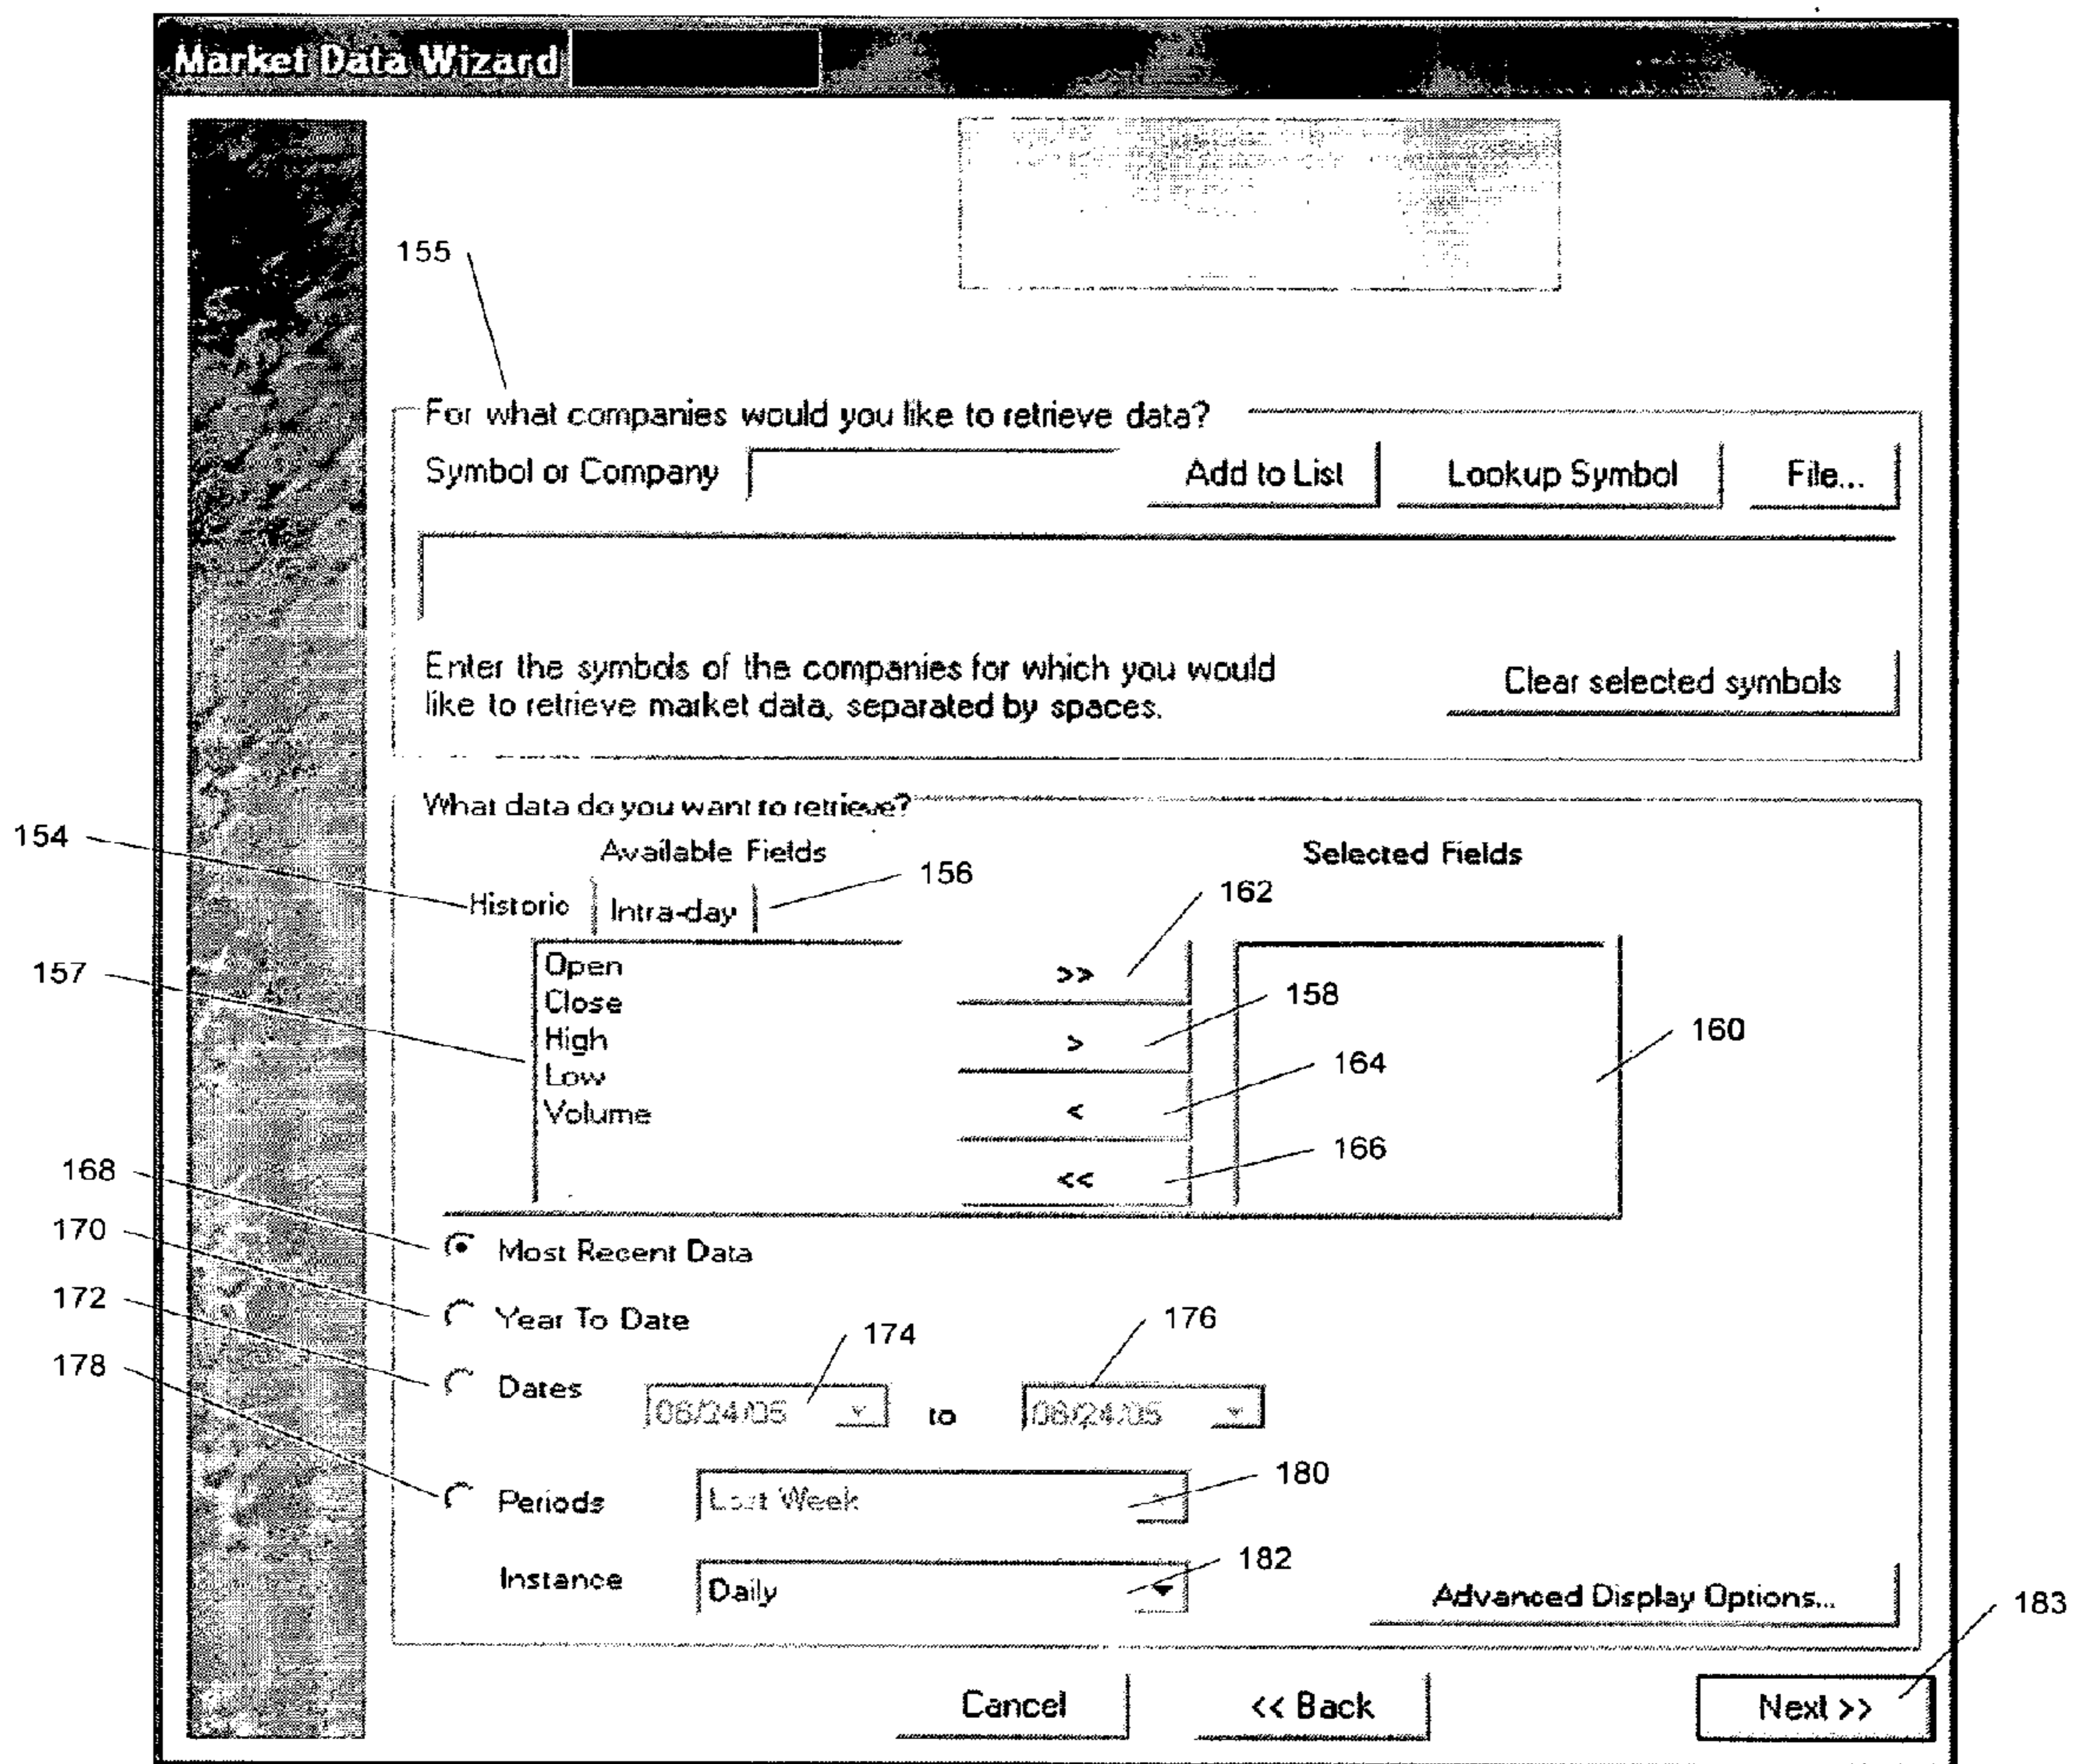 Market Data Wizard
155
For what companies would you like to retrieve data?
Symbol or Company Add to List Lookup Symbol File...
Enter the symbols of the companies for which you would
like to retrieve market data, separated by spaces.
Clear selected symbols
What data do you want to retrieve?
154
Available Fields Selected Fields
156
162
Historic Intra-day
157
Open >>
158
Close
160
High >
164
Low
Volume <
166
<<
168
Most Recent Data
170
Year To Date
172
174 176
178
Dates 08/24/05 to 08/24/05
180
Periods Last Week
182
Instance Daily
Advanced Display Options...
183
Cancel << Back Next >>